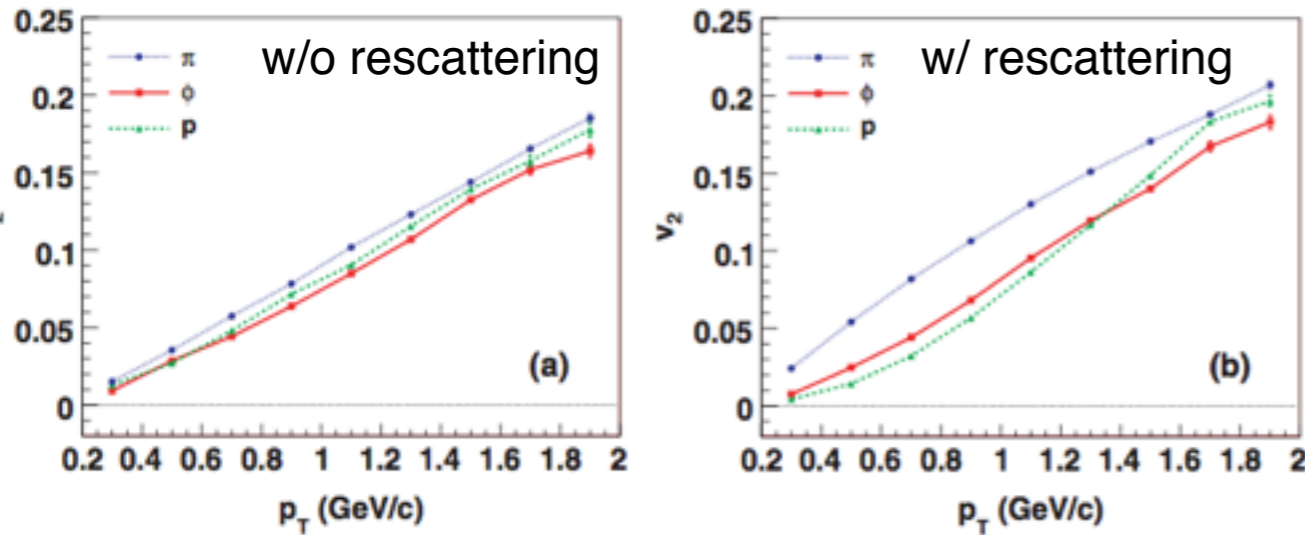 0.25
w/o rescattering
π
ϕ
p
0.2
0.15
0.1
0.05
0
(a)
0.2 0.4 0.6 0.8 1 1.2 1.4 1.6 1.8 2
p_T (GeV/c)
0.25
w/ rescattering
π
ϕ
p
0.2
0.15
v_2
0.1
0.05
0
(b)
0.2 0.4 0.6 0.8 1 1.2 1.4 1.6 1.8 2
p_T (GeV/c)